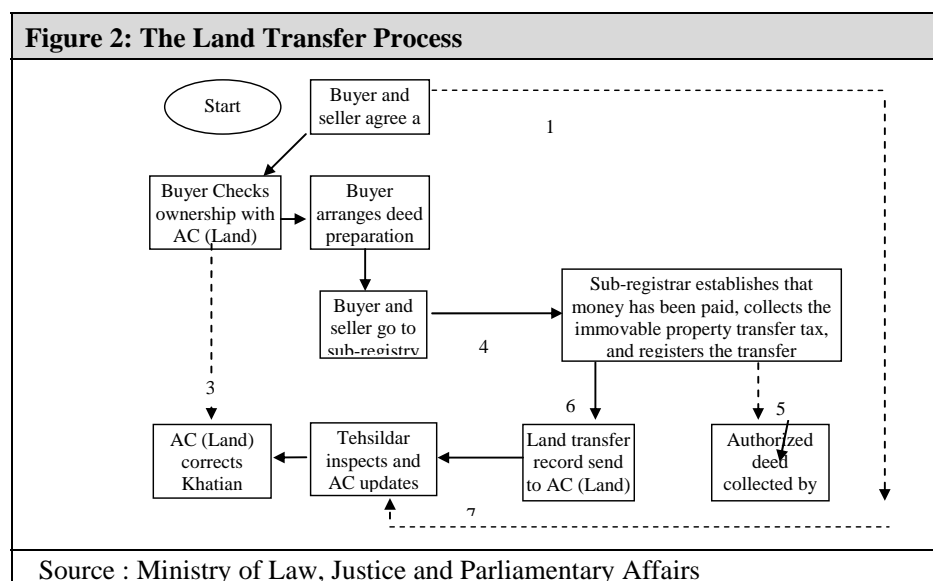 Figure 2: The Land Transfer Process
Start
Buyer and
seller agree a
1
Buyer Checks
ownership with
AC (Land)
Buyer
arranges deed
preparation
Buyer and
seller go to
sub-registry
4
Sub-registrar establishes that
money has been paid, collects the
immovable property transfer tax,
and registers the transfer
3
6
5
AC (Land)
corrects
Khatian
Tehsildar
inspects and
AC updates
Land transfer
record send
to AC (Land)
Authorized
deed
collected by
7
Source : Ministry of Law, Justice and Parliamentary Affairs